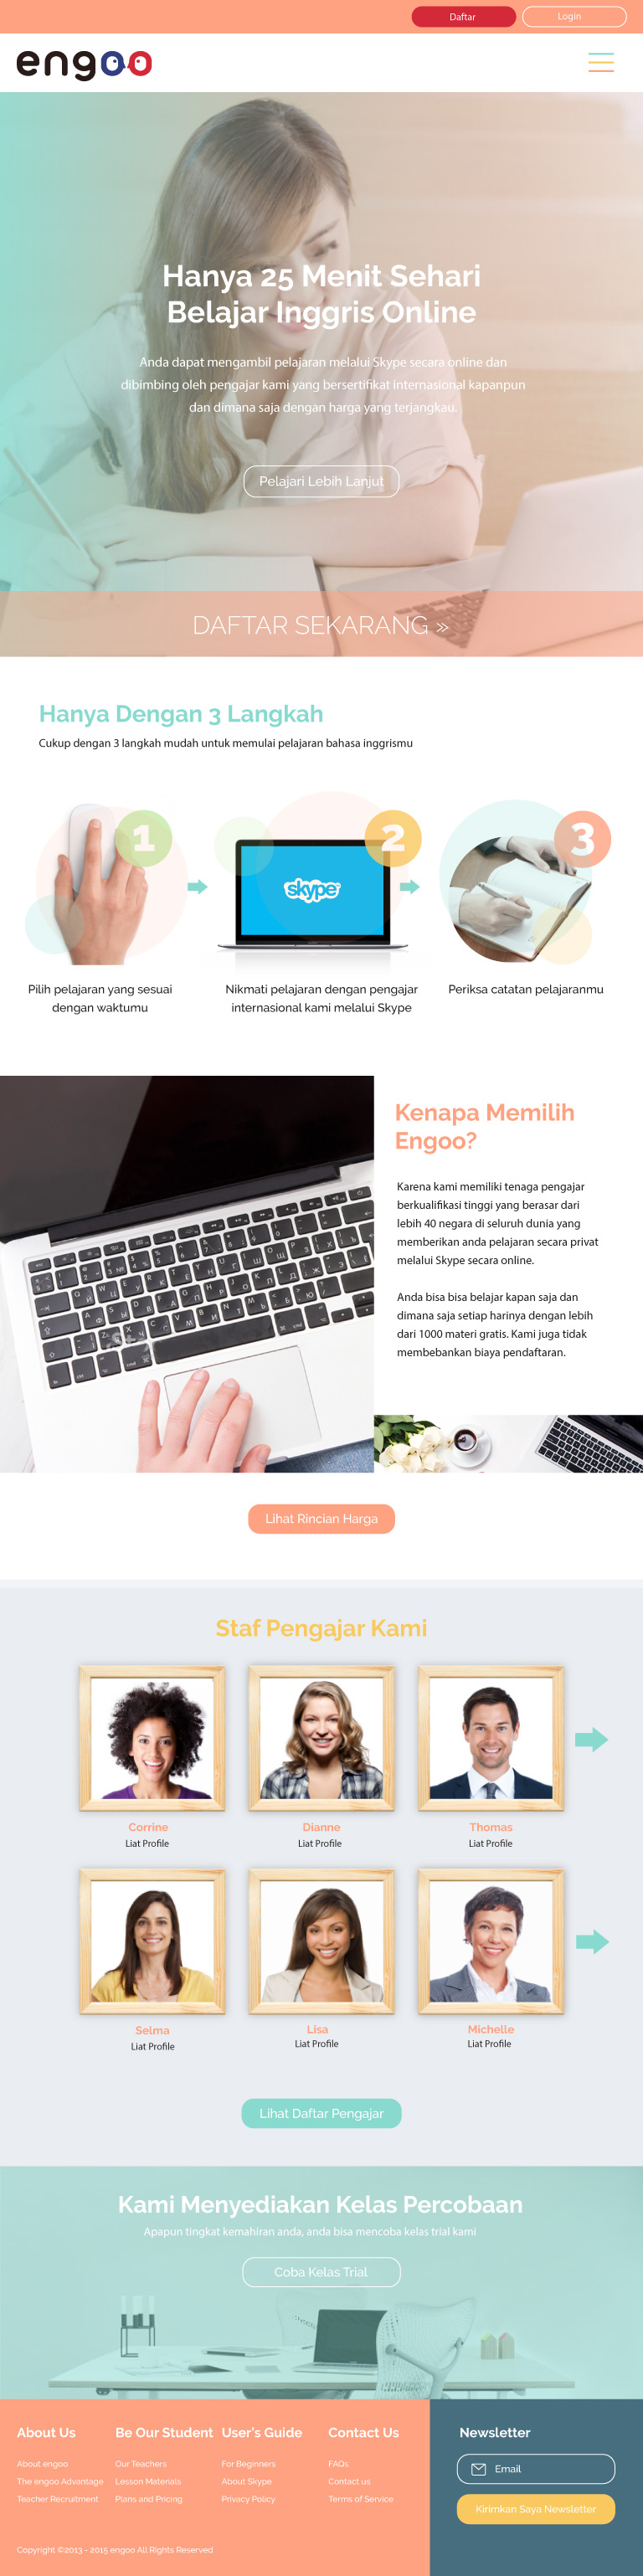 Daftar
Login
engoo
Hanya 25 Menit Sehari
Belajar Inggris Online
Anda dapat mengambil pelajaran melalui Skype secara online dan
dibimbing oleh pengajar kami yang bersertifikat internasional kapanpun
dan dimana saja dengan harga yang terjangkau.
Pelajari Lebih Lanjut
DAFTAR SEKARANG »
Hanya Dengan 3 Langkah
Cukup dengan 3 langkah mudah untuk memulai pelajaran bahasa inggrismu
1
2
3
skype
Pilih pelajaran yang sesuai
dengan waktumu
Nikmati pelajaran dengan pengajar
internasional kami melalui Skype
Periksa catatan pelajaranmu
Kenapa Memilih
Engoo?
Karena kami memiliki tenaga pengajar
berkualifikasi tinggi yang berasar dari
lebih 40 negara di seluruh dunia yang
memberikan anda pelajaran secara privat
melalui Skype secara online.
Anda bisa bisa belajar kapan saja dan
dimana saja setiap harinya dengan lebih
dari 1000 materi gratis. Kami juga tidak
membebankan biaya pendaftaran.
Lihat Rincian Harga
Staf Pengajar Kami
Corrine
Liat Profile
Dianne
Liat Profile
Thomas
Liat Profile
Selma
Liat Profile
Lisa
Liat Profile
Michelle
Liat Profile
Lihat Daftar Pengajar
Kami Menyediakan Kelas Percobaan
Apapun tingkat kemahiran anda, anda bisa mencoba kelas trial kami
Coba Kelas Trial
About Us
About engoo
The engoo Advantage
Teacher Recruitment
Be Our Student
Our Teachers
Lesson Materials
Plans and Pricing
User's Guide
For Beginners
About Skype
Privacy Policy
Contact Us
FAQs
Contact us
Terms of Service
Newsletter
Email
Kirimkan Saya Newsletter
Copyright ©2013 - 2015 engoo All Rights Reserved